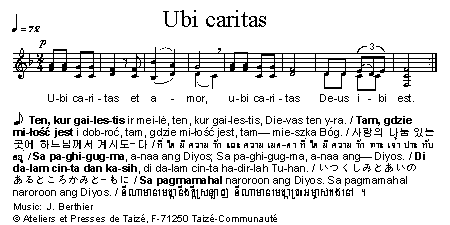 Ubi caritas
♩ = 72
p
U-bi ca-ri-tas et a-mor, u-bi ca-ri-tas De-us i-bi est.
Ten, kur gai-les-tis ir mei-lė, ten, kur gai-les-tis, Die-vas ten y-ra. / Tam, gdzie
mi-łość jest i dob-roć, tam, gdzie mi-łość jest, tam— mie-szka Bóg. / 사랑의 나눔 있는
곳에 하느님께서 계시도-다 /
/ Sa pa-ghi-gug-ma, a-naa ang Diyos; Sa pa-ghi-gug-ma, a-naa ang— Diyos. / Di
da-lam cin-ta dan ka-sih, di da-lam cin-ta ha-dir-lah Tu-han. / いつくしみとあいの
あるところかみとーもに / Sa pagmamahal naroroon ang Diyos. Sa pagmamahal
naroroon ang Diyos. /
Music: J. Berthier
© Ateliers et Presses de Taizé, F-71250 Taizé-Communauté